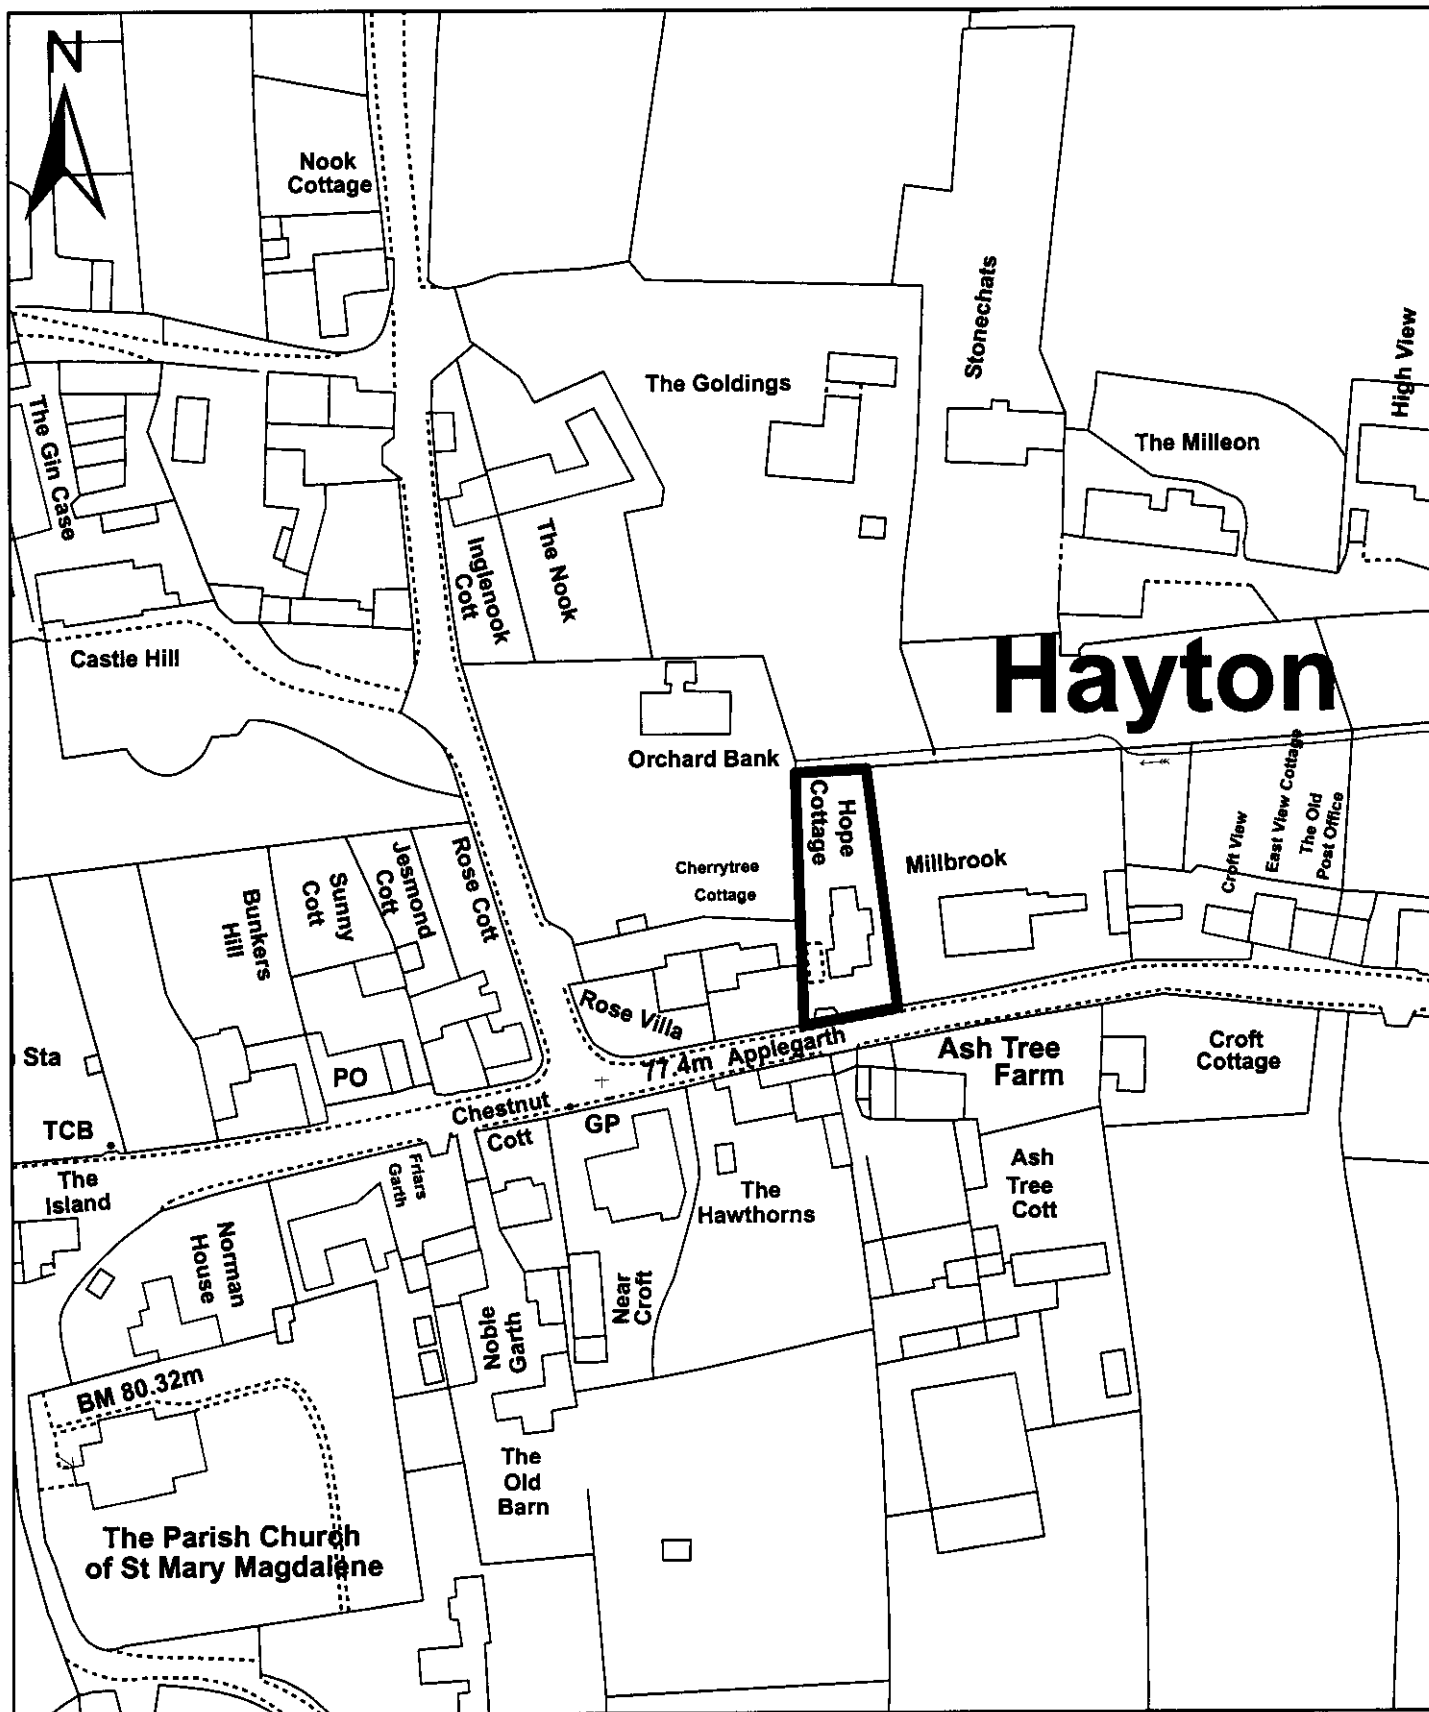 N
Nook
Cottage
Stonechats
High View
The Goldings
The Gin Case
The Milleon
Inglenook
Cott
The Nook
Castle Hill
Hayton
Orchard Bank
Hope
Cottage
Croft View
East View Cottage
The Old
Post Office
Cherrytree
Cottage
Millbrook
Rose Cott
Jesmond
Cott
Sunny
Cott
Bunkers
Hill
Rose Villa
Sta
PO
77.4m
Applegarth
Ash Tree
Farm
Croft
Cottage
TCB
Chestnut
Cott
GP
The
Island
Friars
Garth
The
Hawthorns
Ash
Tree
Cott
Norman
House
Noble
Garth
Near
Croft
BM 80.32m
The
Old
Barn
The Parish Church
of St Mary Magdalene